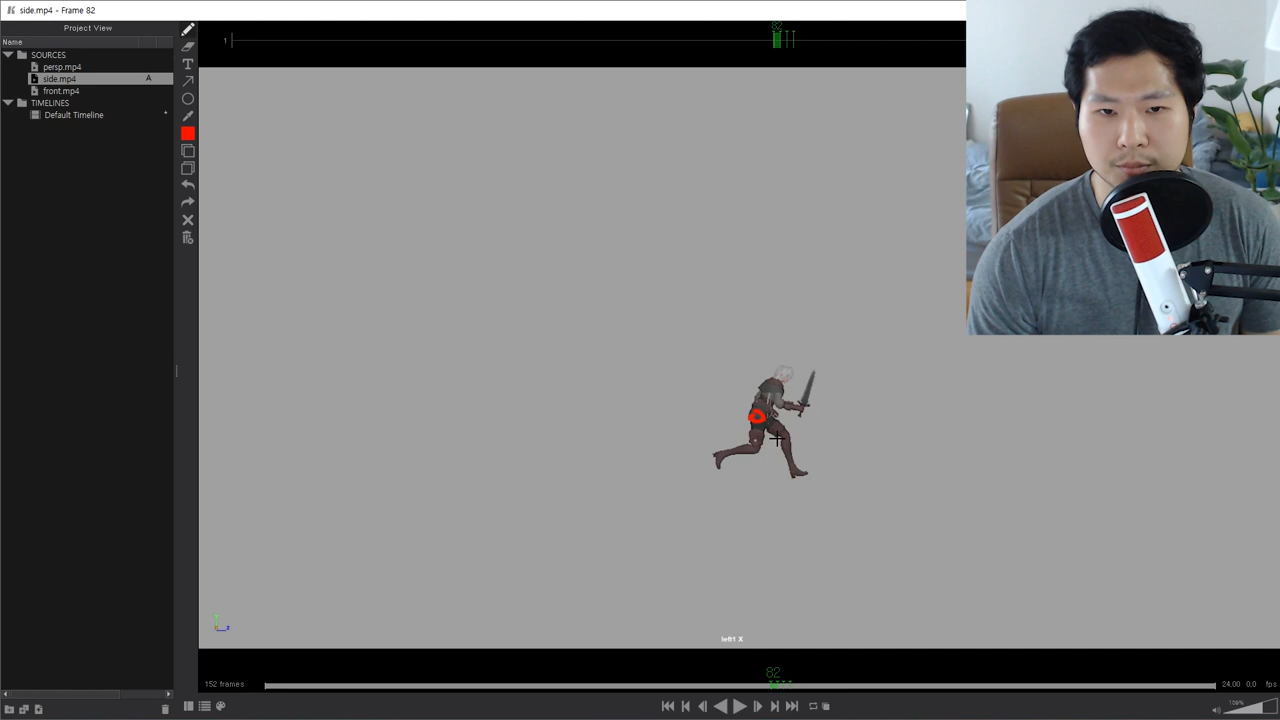 side.mp4 - Frame 82
Project View
Name
SOURCES
persp.mp4
side.mp4 A
front.mp4
TIMELINES
Default Timeline *
T
1
82
left X
82
152 frames
24.00 0.0 fps
109%